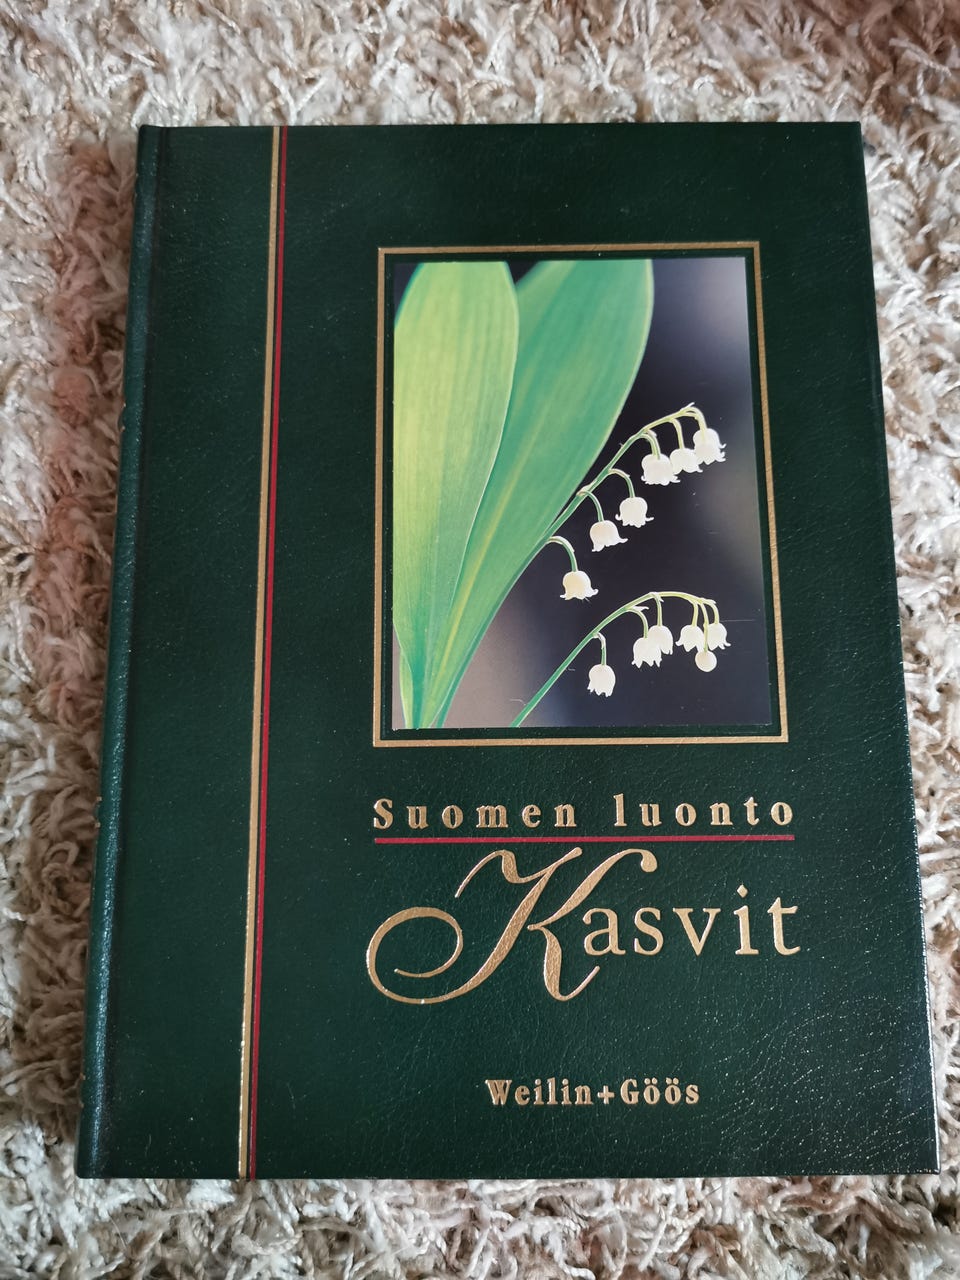 Suomen luonto
Kasvit
Weilin+Göös